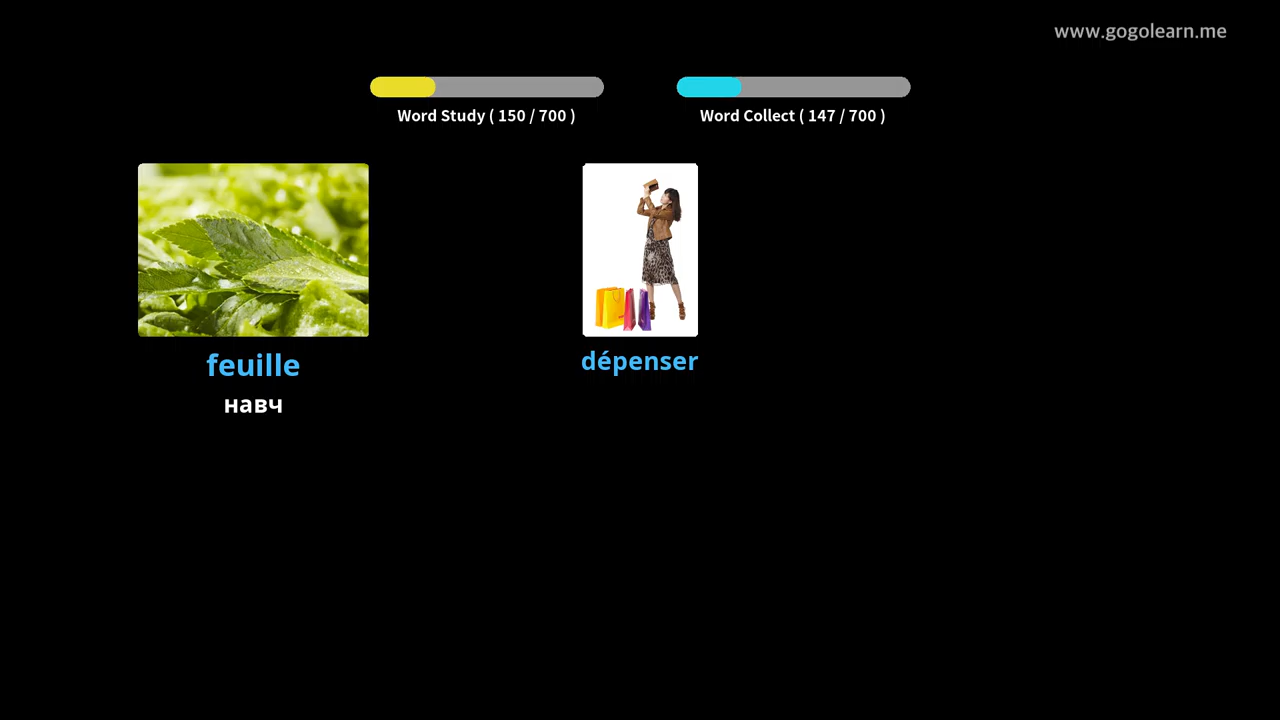 www.gogolearn.me
Word Study ( 150 / 700 )
Word Collect ( 147 / 700 )
feuille
навч
dépenser